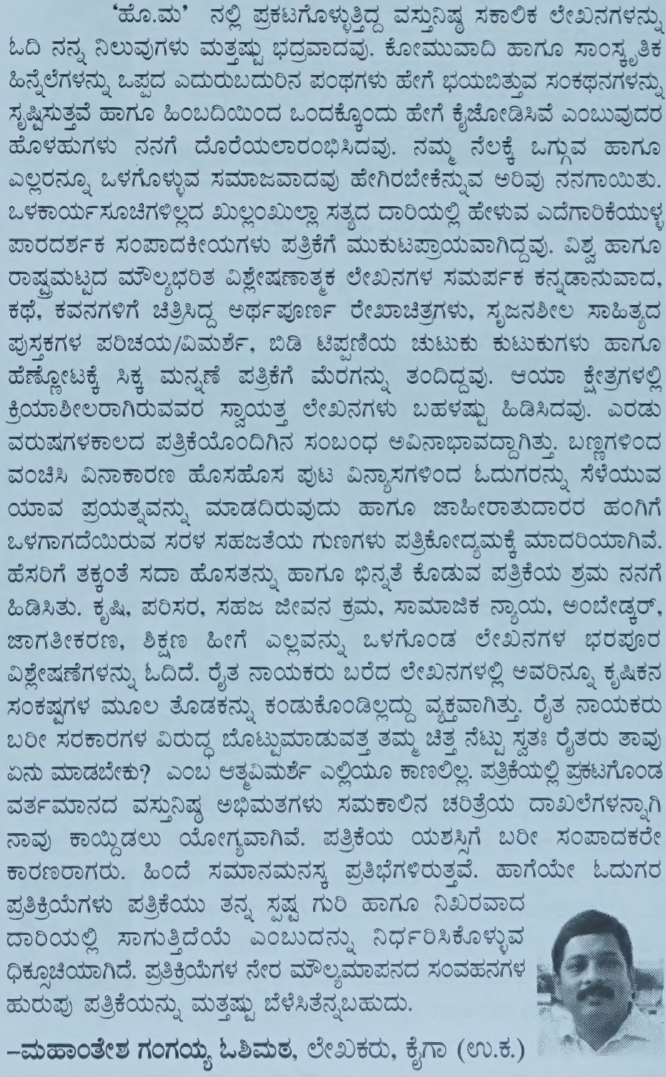 ‘ಹೊ.ಮ’ ನಲ್ಲಿ ಪ್ರಕಟಗೊಳ್ಳುತ್ತಿದ್ದ ವಸ್ತುನಿಷ್ಠ ಸಕಾಲಿಕ ಲೇಖನಗಳನ್ನು
ಓದಿ ನನ್ನ ನಿಲುವುಗಳು ಮತ್ತಷ್ಟು ಭದ್ರವಾದವು. ಕೋಮುವಾದಿ ಹಾಗೂ ಸಾಂಸ್ಕೃತಿಕ
ಹಿನ್ನೆಲೆಗಳನ್ನು ಒಪ್ಪದ ಎದುರುಬದುರಿನ ಪಂಥಗಳು ಹೇಗೆ ಭಯಬಿತ್ತುವ ಸಂಕಥನಗಳನ್ನು
ಸೃಷ್ಟಿಸುತ್ತವೆ ಹಾಗೂ ಹಿಂಬದಿಯಿಂದ ಒಂದಕ್ಕೊಂದು ಹೇಗೆ ಕೈಜೋಡಿಸಿವೆ ಎಂಬುವುದರ
ಹೊಳಹುಗಳು ನನಗೆ ದೊರೆಯಲಾರಂಭಿಸಿದವು. ನಮ್ಮ ನೆಲಕ್ಕೆ ಒಗ್ಗುವ ಹಾಗೂ
ಎಲ್ಲರನ್ನೂ ಒಳಗೊಳ್ಳುವ ಸಮಾಜವಾದವು ಹೇಗಿರಬೇಕೆನ್ನುವ ಅರಿವು ನನಗಾಯಿತು.
ಒಳಕಾರ್ಯಸೂಚಿಗಳಿಲ್ಲದ ಖುಲ್ಲಂಖುಲ್ಲಾ ಸತ್ಯದ ದಾರಿಯಲ್ಲಿ ಹೇಳುವ ಎದೆಗಾರಿಕೆಯುಳ್ಳ
ಪಾರದರ್ಶಕ ಸಂಪಾದಕೀಯಗಳು ಪತ್ರಿಕೆಗೆ ಮುಕುಟಪ್ರಾಯವಾಗಿದ್ದವು. ವಿಶ್ವ ಹಾಗೂ
ರಾಷ್ಟ್ರಮಟ್ಟದ ಮೌಲ್ಯಭರಿತ ವಿಶ್ಲೇಷಣಾತ್ಮಕ ಲೇಖನಗಳ ಸಮರ್ಪಕ ಕನ್ನಡಾನುವಾದ,
ಕಥೆ, ಕವನಗಳಿಗೆ ಚಿತ್ರಿಸಿದ್ದ ಅರ್ಥಪೂರ್ಣ ರೇಖಾಚಿತ್ರಗಳು, ಸೃಜನಶೀಲ ಸಾಹಿತ್ಯದ
ಪುಸ್ತಕಗಳ ಪರಿಚಯ/ವಿಮರ್ಶೆ, ಬಿಡಿ ಟಿಪ್ಪಣಿಯ ಚುಟುಕು ಕುಟುಕುಗಳು ಹಾಗೂ
ಹೆಣ್ಣೋಟಕ್ಕೆ ಸಿಕ್ಕ ಮನ್ನಣೆ ಪತ್ರಿಕೆಗೆ ಮೆರಗನ್ನು ತಂದಿದ್ದವು. ಆಯಾ ಕ್ಷೇತ್ರಗಳಲ್ಲಿ
ಕ್ರಿಯಾಶೀಲರಾಗಿರುವವರ ಸ್ವಾಯತ್ತ ಲೇಖನಗಳು ಬಹಳಷ್ಟು ಹಿಡಿಸಿದವು. ಎರಡು
ವರುಷಗಳಕಾಲದ ಪತ್ರಿಕೆಯೊಂದಿಗಿನ ಸಂಬಂಧ ಅವಿನಾಭಾವದ್ದಾಗಿತ್ತು. ಬಣ್ಣಗಳಿಂದ
ವಂಚಿಸಿ ವಿನಾಕಾರಣ ಹೊಸಹೊಸ ಪುಟ ವಿನ್ಯಾಸಗಳಿಂದ ಓದುಗರನ್ನು ಸೆಳೆಯುವ
ಯಾವ ಪ್ರಯತ್ನವನ್ನು ಮಾಡದಿರುವುದು ಹಾಗೂ ಜಾಹೀರಾತುದಾರರ ಹಂಗಿಗೆ
ಒಳಗಾಗದೆಯಿರುವ ಸರಳ ಸಹಜತೆಯ ಗುಣಗಳು ಪತ್ರಿಕೋದ್ಯಮಕ್ಕೆ ಮಾದರಿಯಾಗಿವೆ.
ಹೆಸರಿಗೆ ತಕ್ಕಂತೆ ಸದಾ ಹೊಸತನ್ನು ಹಾಗೂ ಭಿನ್ನತೆ ಕೊಡುವ ಪತ್ರಿಕೆಯ ಶ್ರಮ ನನಗೆ
ಹಿಡಿಸಿತು. ಕೃಷಿ, ಪರಿಸರ, ಸಹಜ ಜೀವನ ಕ್ರಮ, ಸಾಮಾಜಿಕ ನ್ಯಾಯ, ಅಂಬೇಡ್ಕರ್,
ಜಾಗತೀಕರಣ, ಶಿಕ್ಷಣ ಹೀಗೆ ಎಲ್ಲವನ್ನು ಒಳಗೊಂಡ ಲೇಖನಗಳ ಭರಪೂರ
ವಿಶ್ಲೇಷಣೆಗಳನ್ನು ಓದಿದೆ. ರೈತ ನಾಯಕರು ಬರೆದ ಲೇಖನಗಳಲ್ಲಿ ಅವರಿನ್ನೂ ಕೃಷಿಕನ
ಸಂಕಷ್ಟಗಳ ಮೂಲ ತೊಡಕನ್ನು ಕಂಡುಕೊಂಡಿಲ್ಲದ್ದು ವ್ಯಕ್ತವಾಗಿತ್ತು. ರೈತ ನಾಯಕರು
ಬರೀ ಸರಕಾರಗಳ ವಿರುದ್ಧ ಬೊಟ್ಟುಮಾಡುವತ್ತ ತಮ್ಮ ಚಿತ್ತ ನೆಟ್ಟು ಸ್ವತಃ ರೈತರು ತಾವು
ಏನು ಮಾಡಬೇಕು? ಎಂಬ ಆತ್ಮವಿಮರ್ಶೆ ಎಲ್ಲಿಯೂ ಕಾಣಲಿಲ್ಲ. ಪತ್ರಿಕೆಯಲ್ಲಿ ಪ್ರಕಟಗೊಂಡ
ವರ್ತಮಾನದ ವಸ್ತುನಿಷ್ಠ ಅಭಿಮತಗಳು ಸಮಕಾಲಿನ ಚರಿತ್ರೆಯ ದಾಖಲೆಗಳನ್ನಾಗಿ
ನಾವು ಕಾಯ್ದಿಡಲು ಯೋಗ್ಯವಾಗಿವೆ. ಪತ್ರಿಕೆಯ ಯಶಸ್ಸಿಗೆ ಬರೀ ಸಂಪಾದಕರೇ
ಕಾರಣರಾಗರು. ಹಿಂದೆ ಸಮಾನಮನಸ್ಕ ಪ್ರತಿಭೆಗಳಿರುತ್ತವೆ. ಹಾಗೆಯೇ ಓದುಗರ
ಪ್ರತಿಕ್ರಿಯೆಗಳು ಪತ್ರಿಕೆಯು ತನ್ನ ಸ್ಪಷ್ಟ ಗುರಿ ಹಾಗೂ ನಿಖರವಾದ
ದಾರಿಯಲ್ಲಿ ಸಾಗುತ್ತಿದೆಯೆ ಎಂಬುದನ್ನು ನಿರ್ಧರಿಸಿಕೊಳ್ಳುವ
ಧಿಕ್ಸೂಚಿಯಾಗಿದೆ. ಪ್ರತಿಕ್ರಿಯೆಗಳ ನೇರ ಮೌಲ್ಯಮಾಪನದ ಸಂವಹನಗಳ
ಹುರುಪು ಪತ್ರಿಕೆಯನ್ನು ಮತ್ತಷ್ಟು ಬೆಳೆಸಿತೆನ್ನಬಹುದು.
–ಮಹಾಂತೇಶ ಗಂಗಯ್ಯ ಓಶಿಮಠ, ಲೇಖಕರು, ಕೈಗಾ (ಉ.ಕ.)